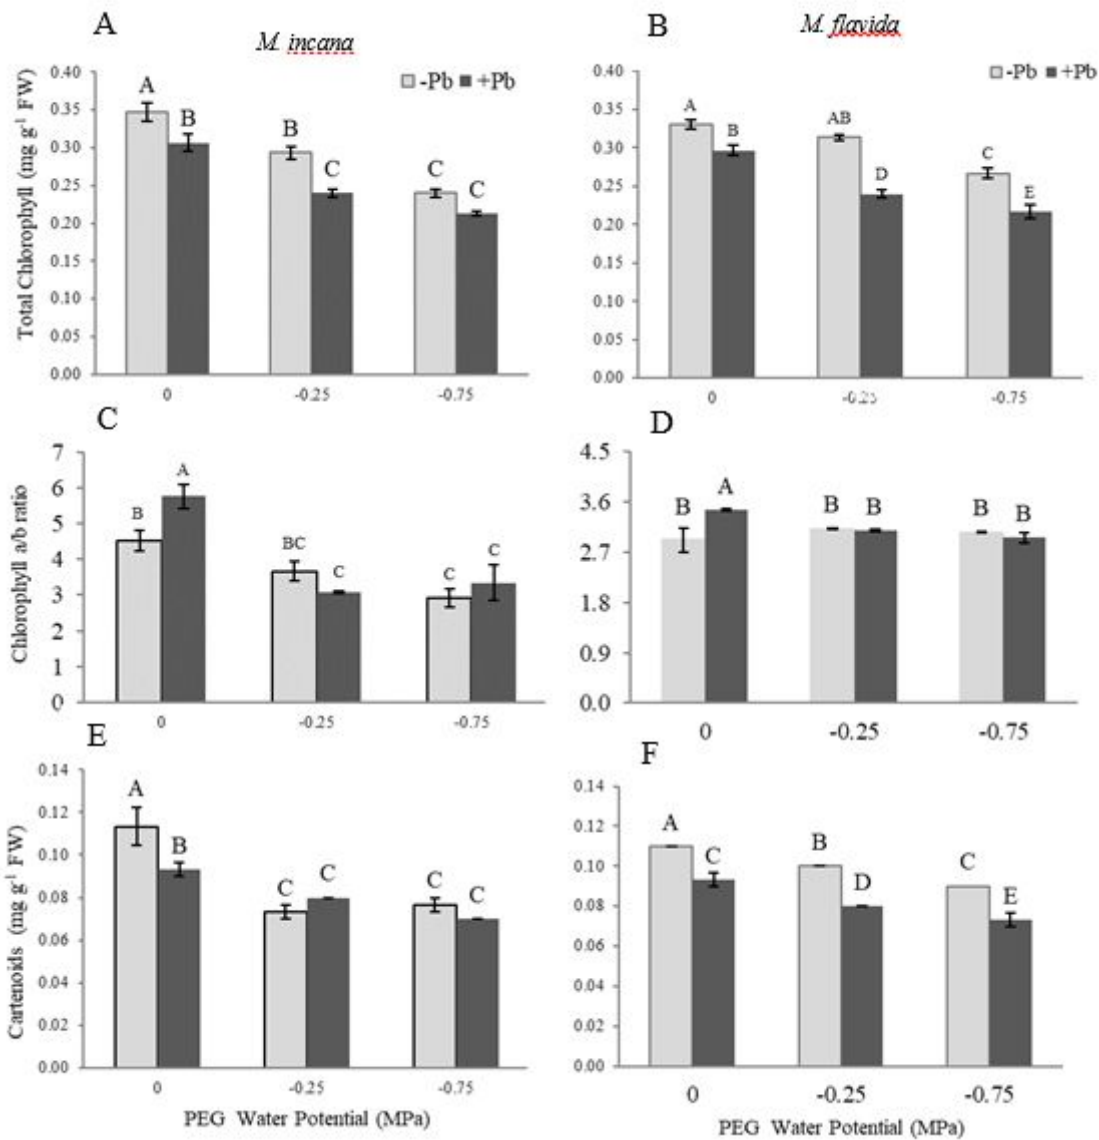 A
M. incana
-Pb +Pb
Total Chlorophyll (mg g-1 FW)
0.40
0.35
0.30
0.25
0.20
0.15
0.10
0.05
0.00
A
B
B
C
C
C
0 -0.25 -0.75
B
M. flavida
-Pb +Pb
0.40
0.35
0.30
0.25
0.20
0.15
0.10
0.05
0.00
A
B
AB
D
C
E
0 -0.25 -0.75
C
Chlorophyll a/b ratio
7
6
5
4
3
2
1
0
B
A
BC
C
C
C
0 -0.25 -0.75
D
4.5
3.6
2.7
1.8
0.9
0.0
B
A
B
B
B
B
0 -0.25 -0.75
E
Cartenoids (mg g-1 FW)
0.14
0.12
0.10
0.08
0.06
0.04
0.02
0.00
A
B
C
C
C
C
0 -0.25 -0.75
PEG Water Potential (MPa)
F
0.14
0.12
0.10
0.08
0.06
0.04
0.02
0.00
A
C
B
D
C
E
0 -0.25 -0.75
PEG Water Potential (MPa)